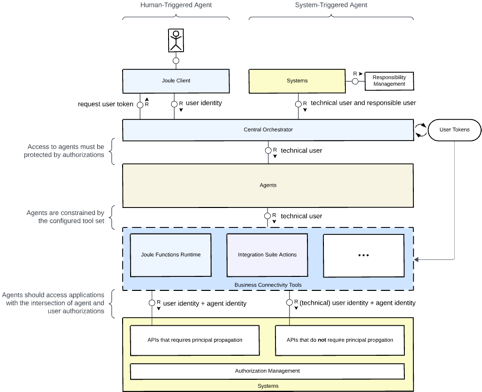 Human-Triggered Agent
System-Triggered Agent
Joule Client
Systems
R
Responsibility
Management
request user token
R
R
user identity
R
technical user and responsible user
Central Orchestrator
User Tokens
Access to agents must be
protected by authorizations
R
technical user
Agents
Agents are constrained by
the configured tool set
R
technical user
Joule Functions Runtime
Integration Suite Actions
Business Connectivity Tools
Agents should access applications
with the intersection of agent and
user authorizations
R
user identity + agent identity
R
(technical) user identity + agent identity
APIs that requires principal propagation
APIs that do not require principal propgation
Authorization Management
Systems